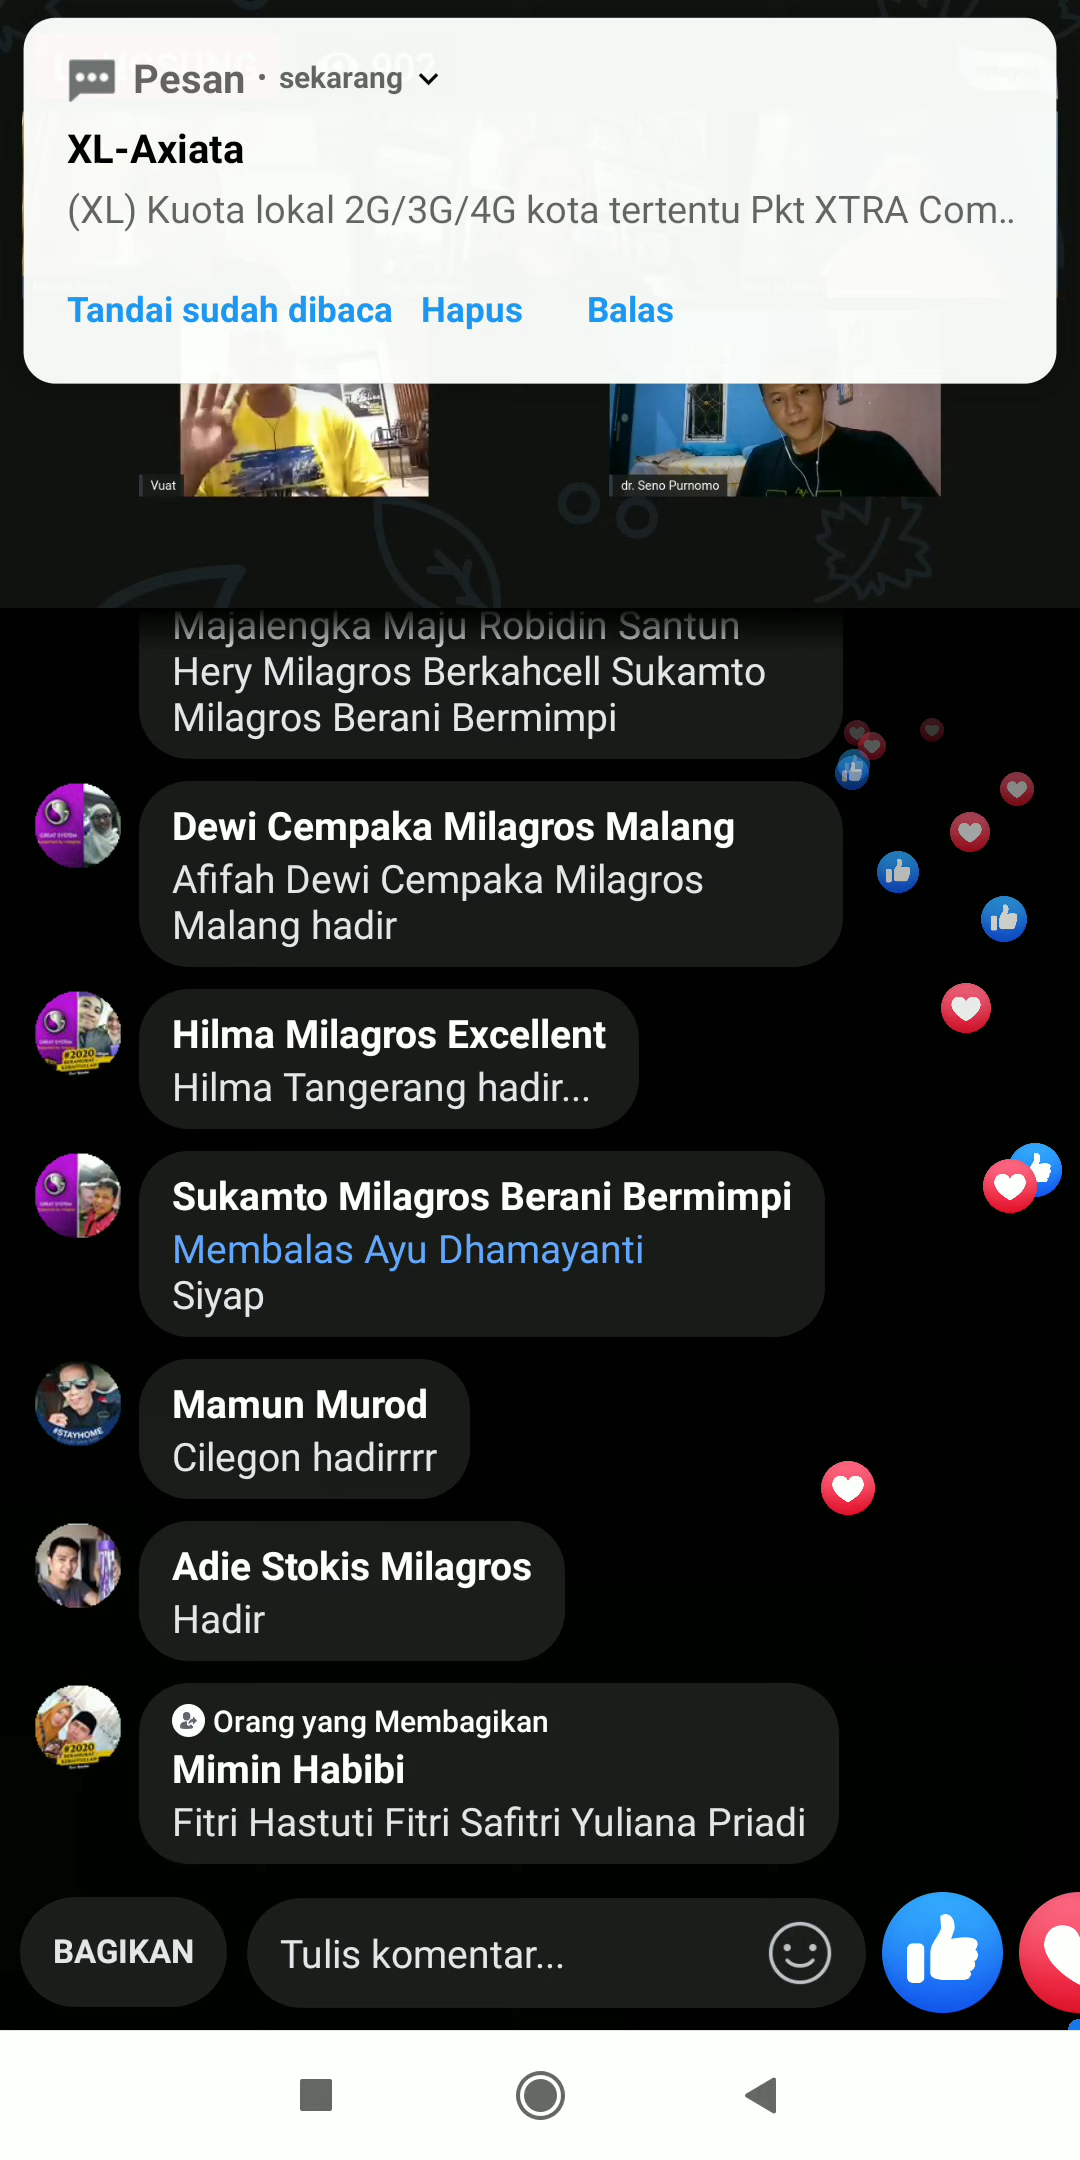 Pesan · sekarang
XL-Axiata
(XL) Kuota lokal 2G/3G/4G kota tertentu Pkt XTRA Com..
Tandai sudah dibaca Hapus Balas
Vuat
dr. Seno Purnomo
Majalengka Maju Robidin Santun
Hery Milagros Berkahcell Sukamto
Milagros Berani Bermimpi
Dewi Cempaka Milagros Malang
Afifah Dewi Cempaka Milagros
Malang hadir
Hilma Milagros Excellent
Hilma Tangerang hadir...
#2020
Sukamto Milagros Berani Bermimpi
Membalas Ayu Dhamayanti
Siyap
Mamun Murod
Cilegon hadirrrr
#STAYHOME
Adie Stokis Milagros
Hadir
Orang yang Membagikan
Mimin Habibi
Fitri Hastuti Fitri Safitri Yuliana Priadi
#2020
BAGIKAN
Tulis komentar...